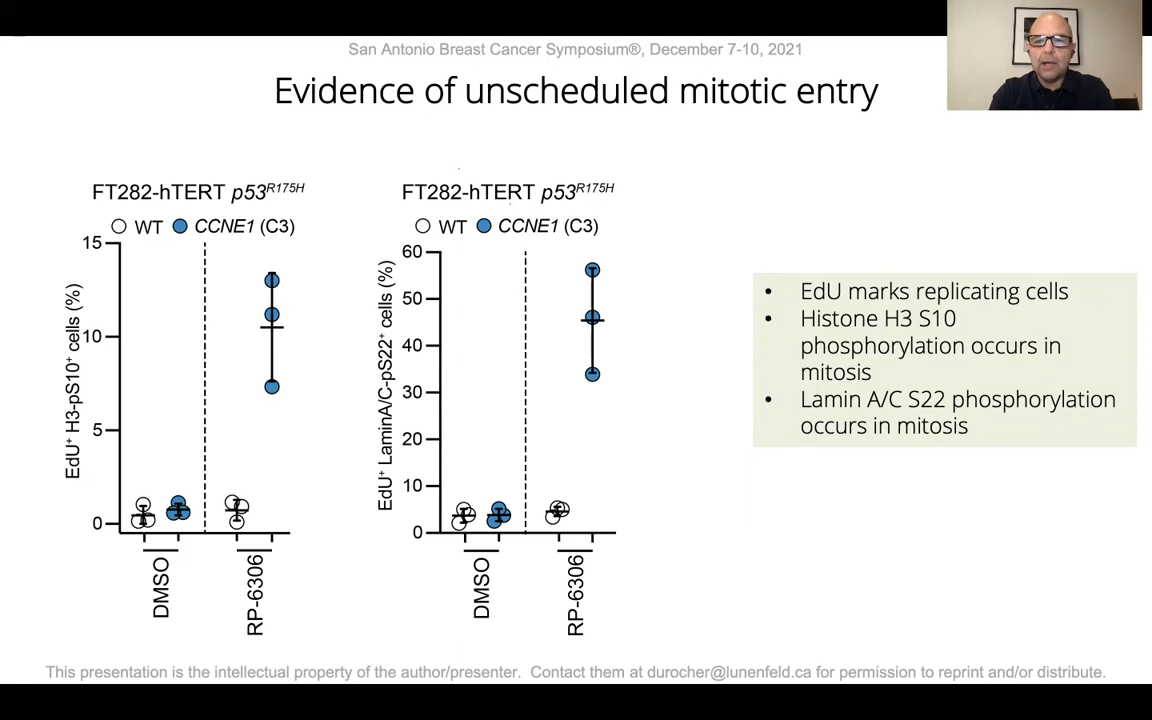 San Antonio Breast Cancer Symposium®, December 7-10, 2021
Evidence of unscheduled mitotic entry
FT282-hTERT p53R175H
WT CCNE1 (C3)
15
10
5
0
EdU+ H3-pS10+ cells (%)
DMSO
RP-6306
FT282-hTERT p53R175H
WT CCNE1 (C3)
60
50
40
30
20
10
0
EdU+ LaminA/C-pS22+ cells (%)
DMSO
RP-6306
• EdU marks replicating cells
• Histone H3 S10
phosphorylation occurs in
mitosis
• Lamin A/C S22 phosphorylation
occurs in mitosis
This presentation is the intellectual property of the author/presenter. Contact them at durocher@lunenfeld.ca for permission to reprint and/or distribute.